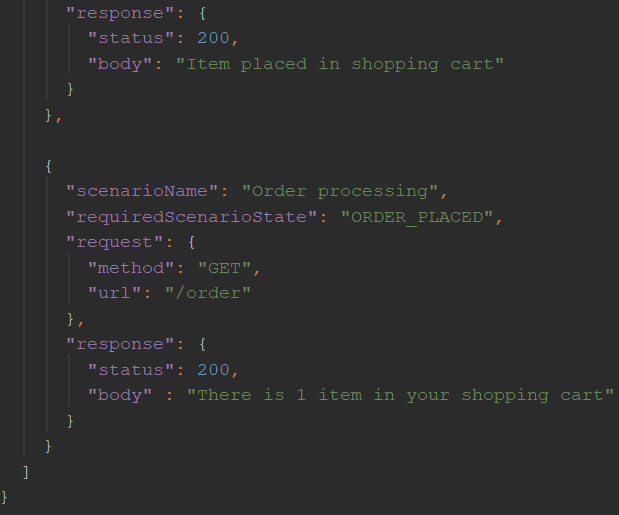 "response": {
"status": 200,
"body": "Item placed in shopping cart"
}
},
{
"scenarioName": "Order processing",
"requiredScenarioState": "ORDER_PLACED",
"request": {
"method": "GET",
"url": "/order"
},
"response": {
"status": 200,
"body" : "There is 1 item in your shopping cart"
}
}
]
}